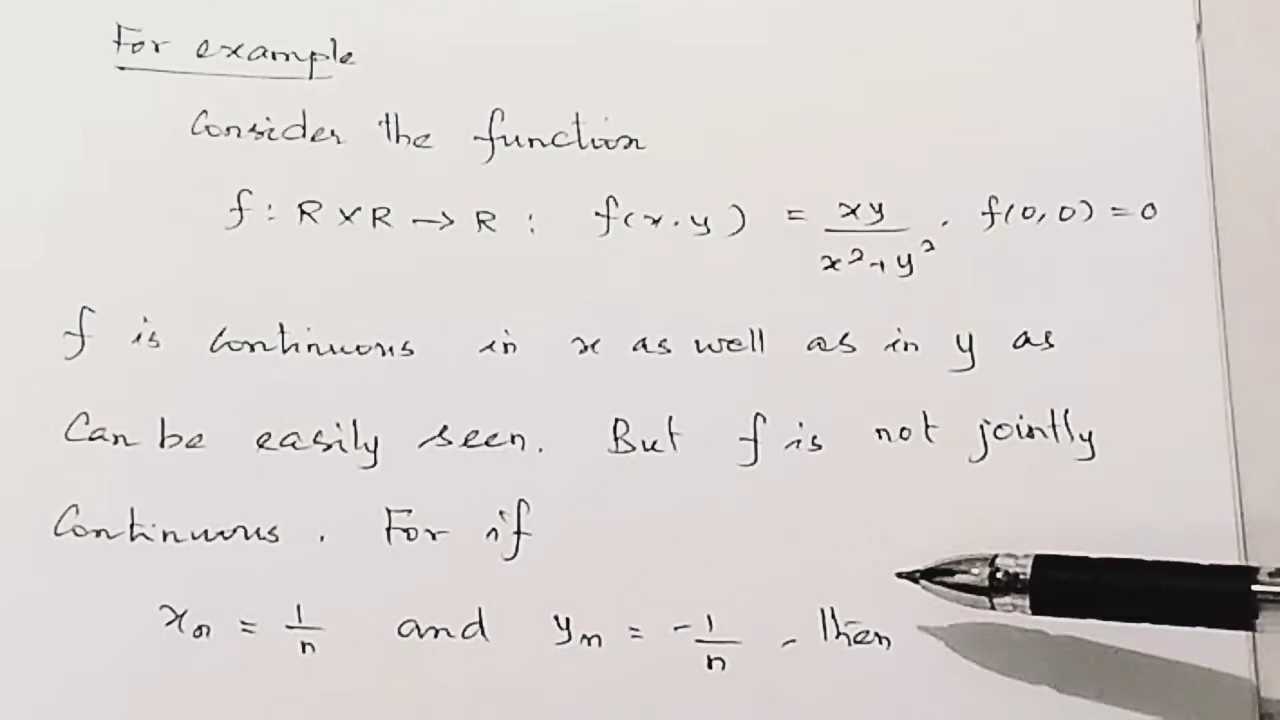 For example
Consider the function
f : R × R → R : f(x, y) = xy / x² + y² , f(0, 0) = 0
f is continuous in x as well as in y as
can be easily seen. But f is not jointly
continuous. For if
xₙ = 1/n and yₙ = -1/n, then